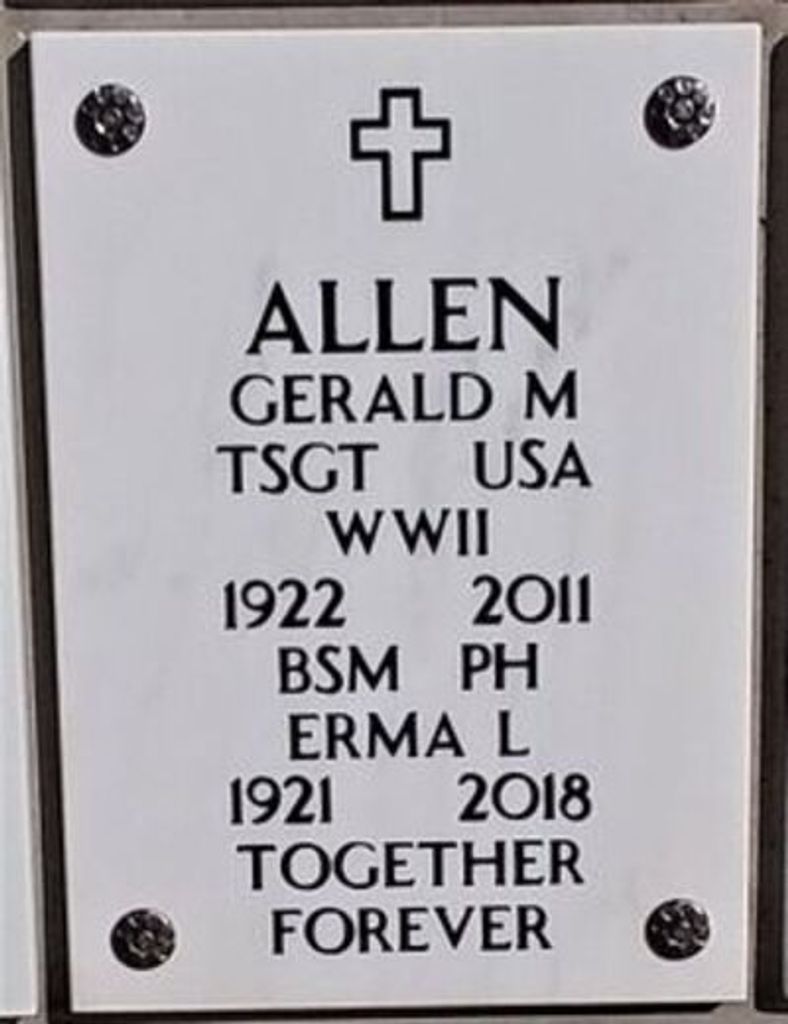 ALLEN
GERALD M
TSGT USA
WWII
1922 2011
BSM PH
ERMA L
1921 2018
TOGETHER
FOREVER